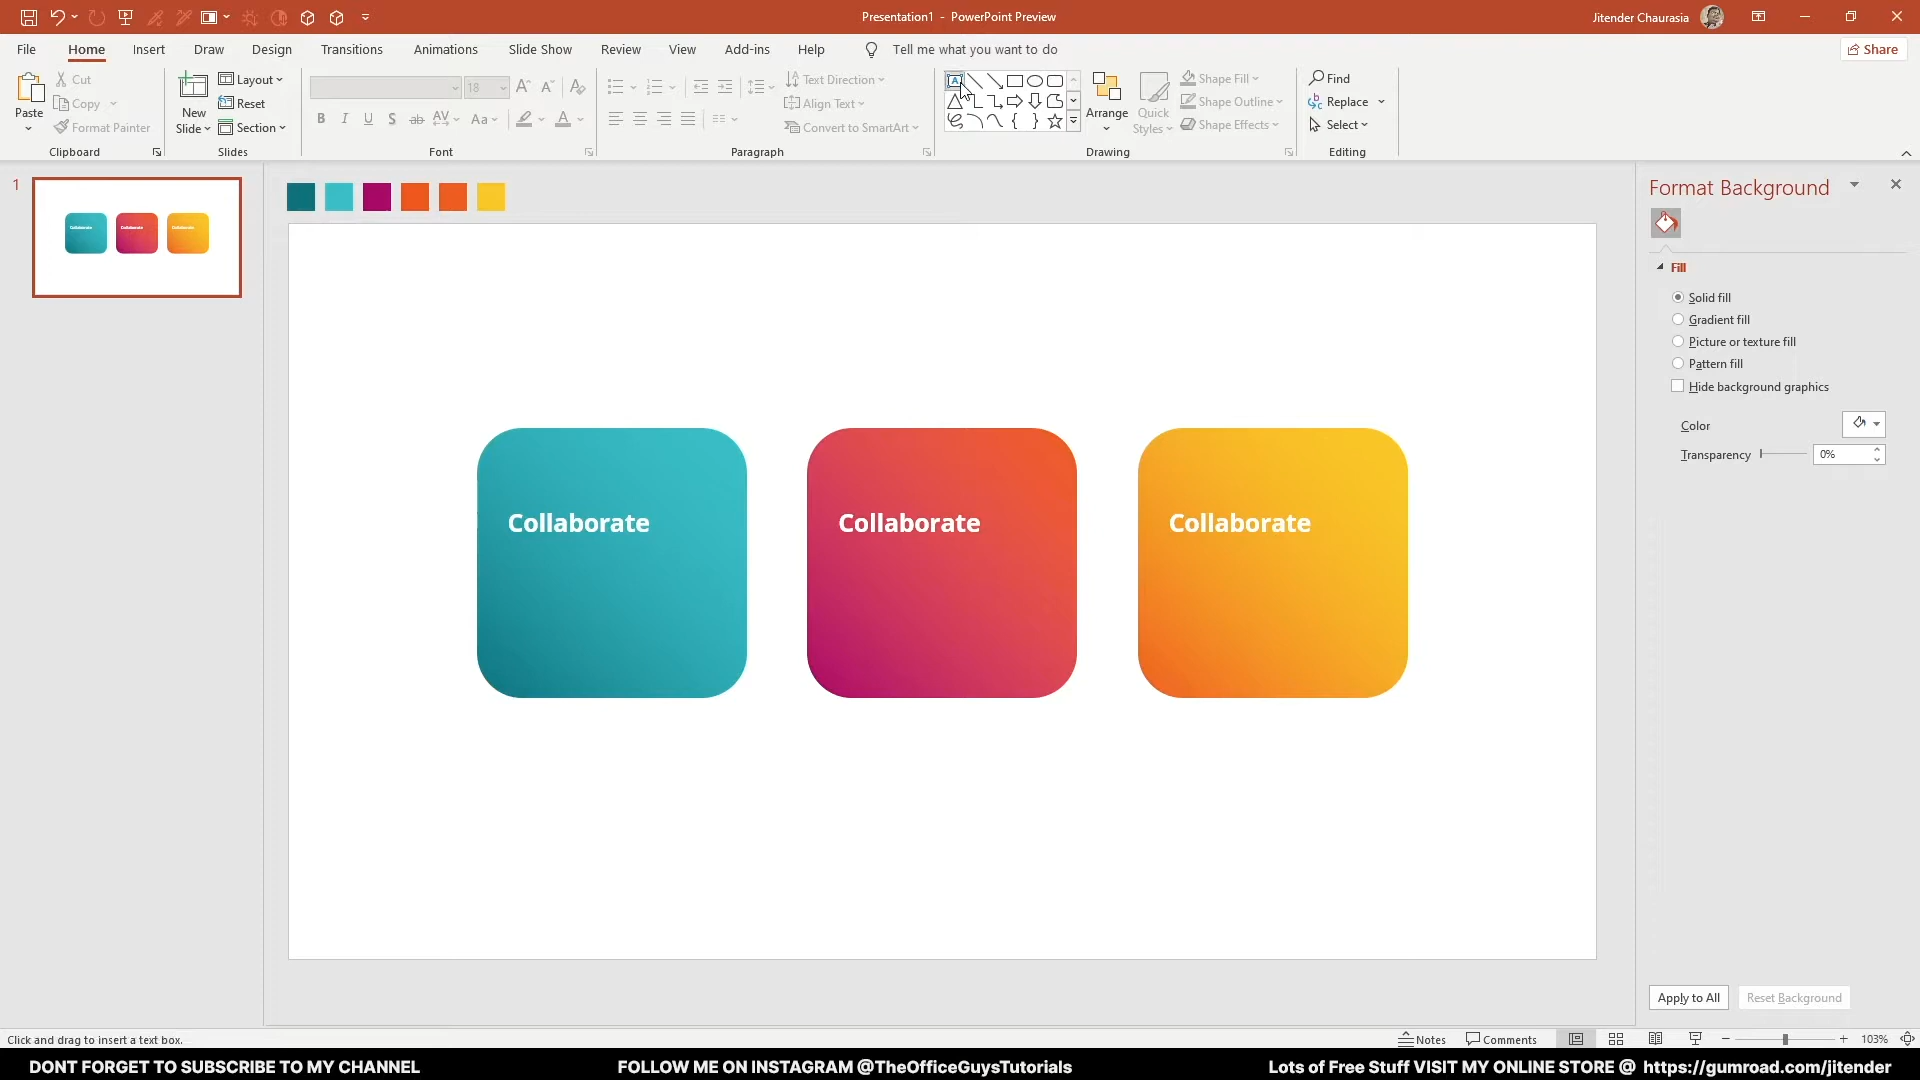 Presentation1 - PowerPoint Preview
Jitender Chaurasia
File Home Insert Draw Design Transitions Animations Slide Show Review View Add-ins Help Tell me what you want to do
Share
Paste
Cut
Copy
Format Painter
Clipboard
New Slide
Layout
Reset
Section
Slides
18
Aa
Font
Text Direction
Align Text
Convert to SmartArt
Paragraph
Arrange
Quick Styles
Shape Fill
Shape Outline
Shape Effects
Drawing
Find
Replace
Select
Editing
1
Collaborate
Collaborate
Collaborate
Collaborate
Collaborate
Collaborate
Format Background
Fill
Solid fill
Gradient fill
Picture or texture fill
Pattern fill
Hide background graphics
Color
Transparency 0%
Apply to All Reset Background
Click and drag to insert a text box.
Notes Comments 103%
DONT FORGET TO SUBSCRIBE TO MY CHANNEL FOLLOW ME ON INSTAGRAM @TheOfficeGuysTutorials Lots of Free Stuff VISIT MY ONLINE STORE @ https://gumroad.com/jitender